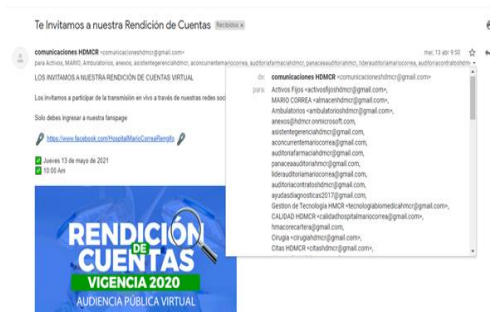 Te Invitamos a nuestra Rendición de Cuentas Recibidos x
comunicaciones HDMCR <comunicacioneshdmcr@gmail.com>
mar, 13 abr 9:50
para Activos, MARIO, Ambulatorios, anexos, asistentegerenciahdmcr, aconcurrentemariocorrea, auditoriafarmaciahdmcr, panaceaauditoriahmcr, liderauditoriamariocorrea, auditoriacontratoshdmcr
LOS INVITAMOS A NUESTRA RENDICIÓN DE CUENTAS VIRTUAL
Los invitamos a participar de la transmisión en vivo a través de nuestras redes soc
Solo debes ingresar a nuestra fanspage
https://www.facebook.com/HospitalMarioCorreaRengifo
Jueves 13 de mayo de 2021
10:00 Am
RENDICIÓN
DE
CUENTAS
VIGENCIA 2020
AUDIENCIA PÚBLICA VIRTUAL
de: comunicaciones HDMCR <comunicacioneshdmcr@gmail.com>
para: Activos Fijos <activosfijoshdmcr@gmail.com>,
MARIO CORREA <almacenhdmcr@gmail.com>,
Ambulatorios <ambulatorioshdmcr@gmail.com>,
anexos@hdmcr.onmicrosoft.com,
asistentegerenciahdmcr@gmail.com,
aconcurrentemariocorrea@gmail.com,
auditoriafarmaciahdmcr@gmail.com,
panaceaauditoriahmcr@gmail.com,
liderauditoriamariocorrea@gmail.com,
auditoriacontratoshdmcr@gmail.com,
ayudasdiagnosticas2017@gmail.com,
Gestion de Tecnología HMCR <tecnologiabiomedicahmcr@gmail.com>,
CALIDAD HDMCR <calidadhospitalmariocorrea@gmail.com>,
hmacorecartera@gmail.com,
Cirugia <cirugiahdmcr@gmail.com>,
Citas HDMCR <citashdmcr@gmail.com>,